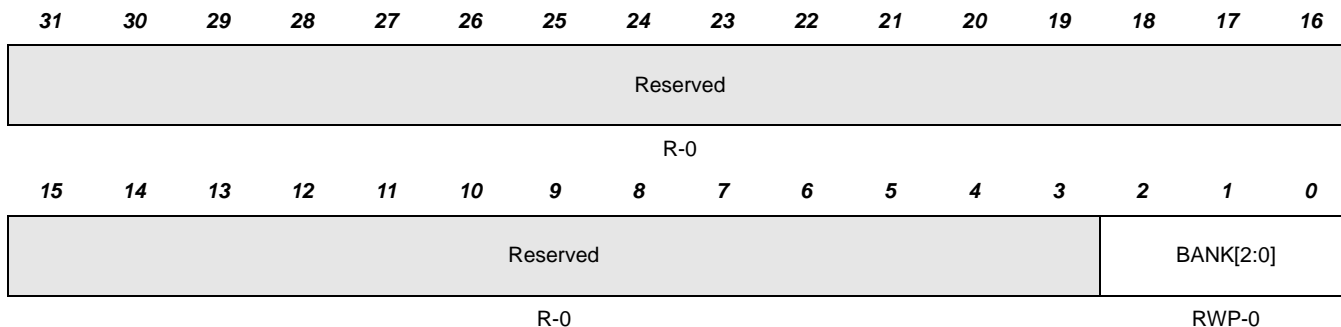 31 30 29 28 27 26 25 24 23 22 21 20 19 18 17 16
Reserved
R-0
15 14 13 12 11 10 9 8 7 6 5 4 3 2 1 0
Reserved BANK[2:0]
R-0 RWP-0